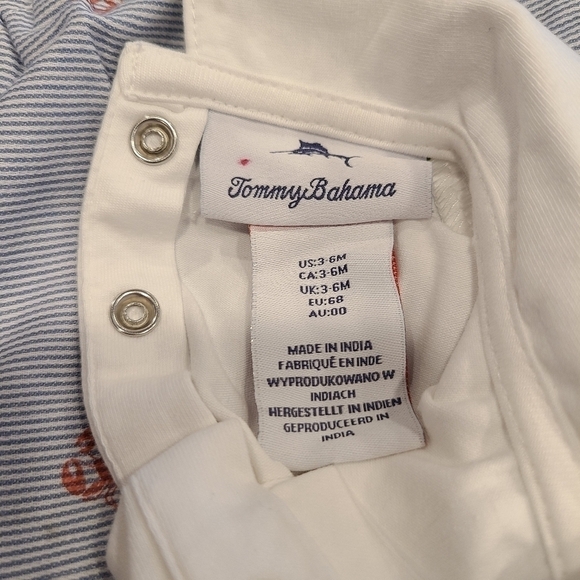 Tommy Bahama
US:3-6M
CA:3-6M
UK:3-6M
EU:68
AU:00
MADE IN INDIA
FABRIQUÉ EN INDE
WYPRODUKOWANO W
INDIACH
HERGESTELLT IN INDIEN
GEPRODUCEERD IN
INDIA